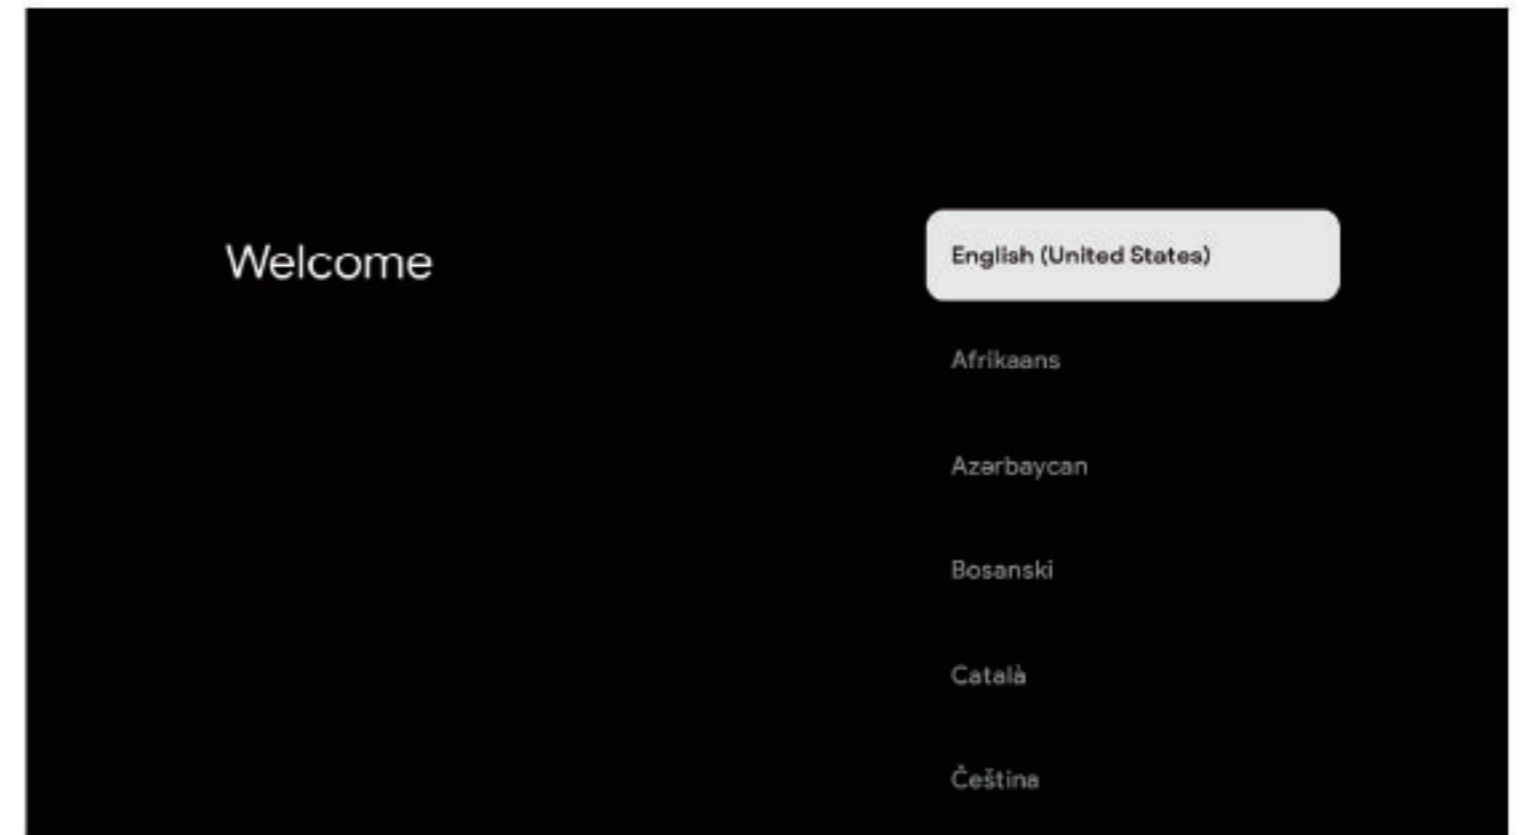 Welcome
English (United States)
Afrikaans
Azərbaycan
Bosanski
Català
Čeština